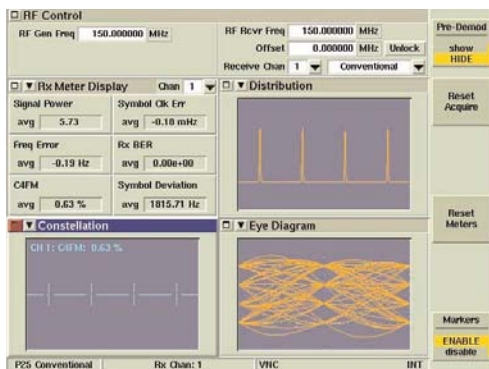 RF Control
RF Gen Freq 150.000000 MHz
RF Rcvr Freq 150.000000 MHz
Offset 0.000000 MHz Unlock
Receive Chan 1 Conventional
Pre-Demod
show
HIDE
Rx Meter Display Chan 1
Signal Power
avg 5.73
Symbol Clk Err
avg -0.18 mHz
Freq Error
avg -0.19 Hz
Rx BER
avg 0.00e+00
C4FM
avg 0.63 %
Symbol Deviation
avg 1815.71 Hz
Distribution
Reset
Acquire
Constellation
CH 1: C4FM: 0.63 %
Eye Diagram
Reset
Meters
Markers
ENABLE
disable
P25 Conventional Rx Chan: 1 VNC INT